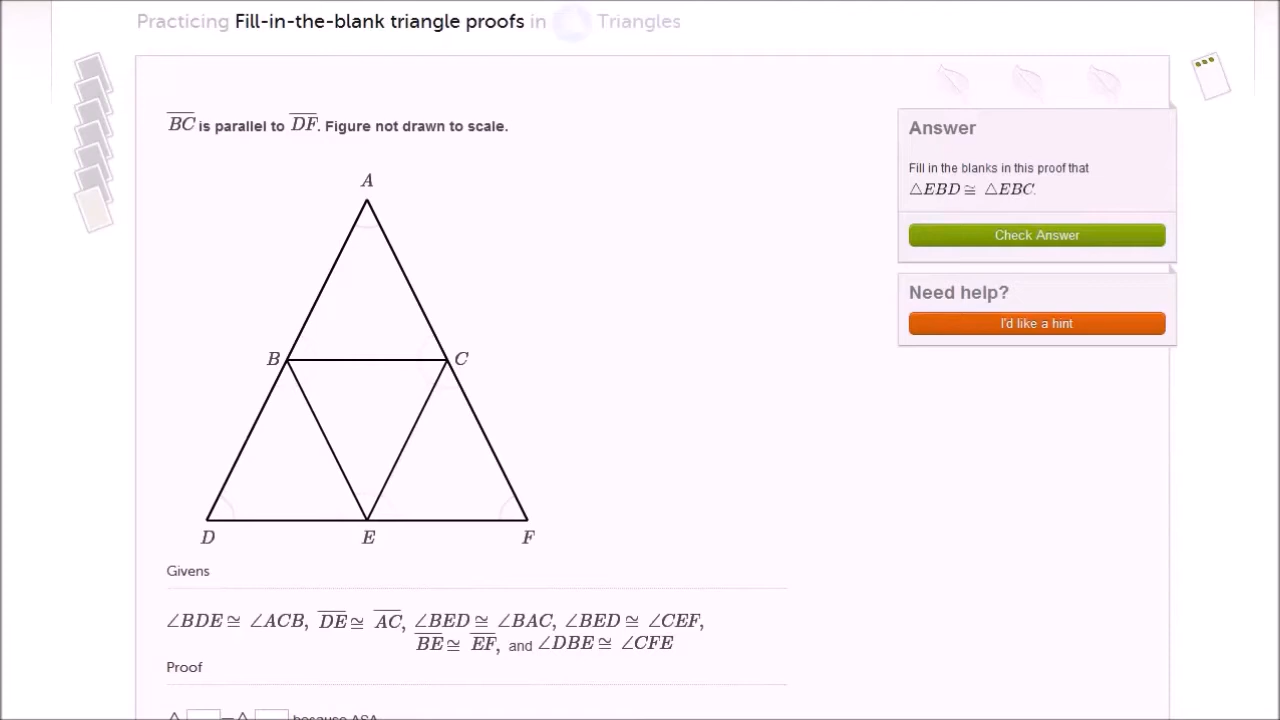 Practicing Fill-in-the-blank triangle proofs in Triangles
BC is parallel to DF. Figure not drawn to scale.
A
B
C
D
E
F
Givens
∠BDE ≅ ∠ACB, DE ≅ AC, ∠BED ≅ ∠BAC, ∠BED ≅ ∠CEF,
BE ≅ EF, and ∠DBE ≅ ∠CFE
Proof
△ ≅ △ because ASA
Answer
Fill in the blanks in this proof that
△EBD ≅ △EBC.
Check Answer
Need help?
I'd like a hint